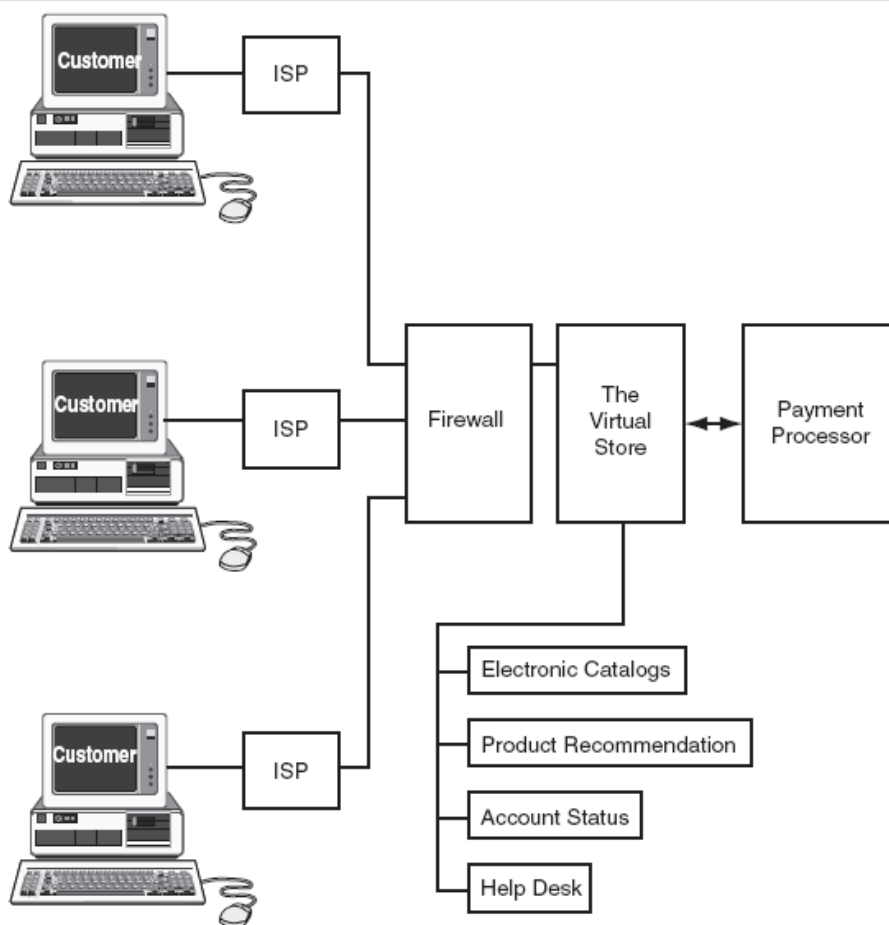 Customer
ISP
Customer
ISP
Firewall
The
Virtual
Store
Payment
Processor
Electronic Catalogs
Product Recommendation
Customer
ISP
Account Status
Help Desk